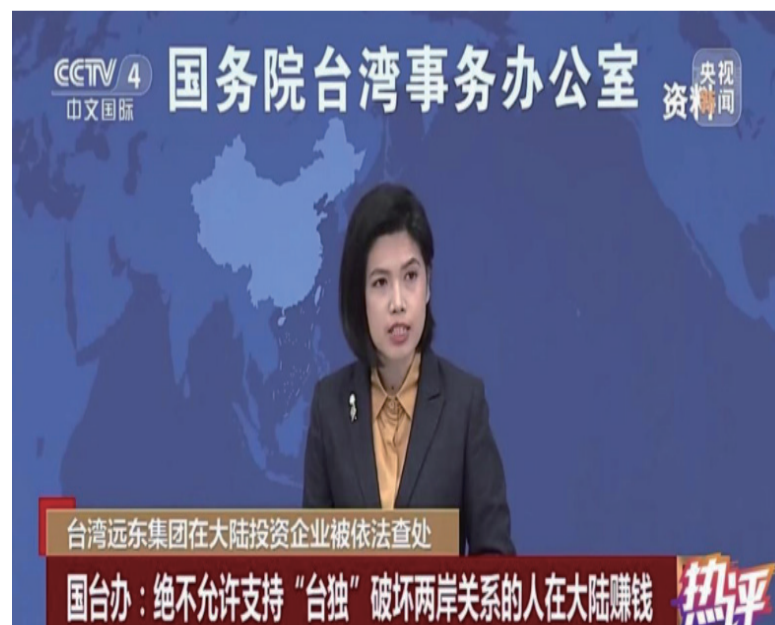 CCTV 4
中文国际
国务院台湾事务办公室
资料
央视
新闻
台湾远东集团在大陆投资企业被依法查处
国台办：绝不允许支持“台独”破坏两岸关系的人在大陆赚钱
热评